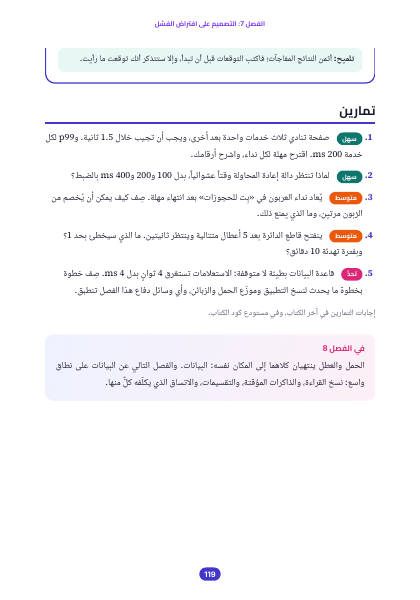 الفصل 7: التصميم على افتراض الفشل
تلميح: أثمن النتائج المفاجآت؛ فاكتب التوقعات قبل أن تبدأ، وإلا ستتذكر أنك توقعت ما رأيت.
تمارين
1. سهل صفحة تنادي ثلاث خدمات واحدة بعد أخرى، ويجب أن تجيب خلال 1.5 ثانية. وp99 لكل
خدمة 200 ms. اقترح مهلة لكل نداء، واشرح أرقامك.
2. سهل لماذا تنتظر دالة إعادة المحاولة وقتاً عشوائياً، بدل 100 و200 و400 ms بالضبط؟
3. متوسط يُعاد نداء العربون في «بيت للحجوزات» بعد انتهاء مهلة. صِف كيف يمكن أن يُخصم من
الزبون مرتين، وما الذي يمنع ذلك.
4. متوسط ينفتح قاطع الدائرة بعد 5 أعطال متتالية وينتظر ثانيتين. ما الذي سيخطئ بحد 1؟
وبفترة تهدئة 10 دقائق؟
5. تحدٍّ قاعدة البيانات بطيئة لا متوقفة: الاستعلامات تستغرق 4 ثوانٍ بدل 4 ms. صِف خطوة
بخطوة ما يحدث لنسخ التطبيق وموزّع الحمل والزبائن، وأي وسائل دفاع هذا الفصل تنطبق.
إجابات التمارين في آخر الكتاب، وفي مستودع كود الكتاب.
في الفصل 8
الحمل والعطل ينتهيان كلاهما إلى المكان نفسه: البيانات. والفصل التالي عن البيانات على نطاق
واسع: نسخ القراءة، والذاكرات المؤقتة، والتقسيمات، والاتساق الذي يكلّفه كلٌّ منها.
119